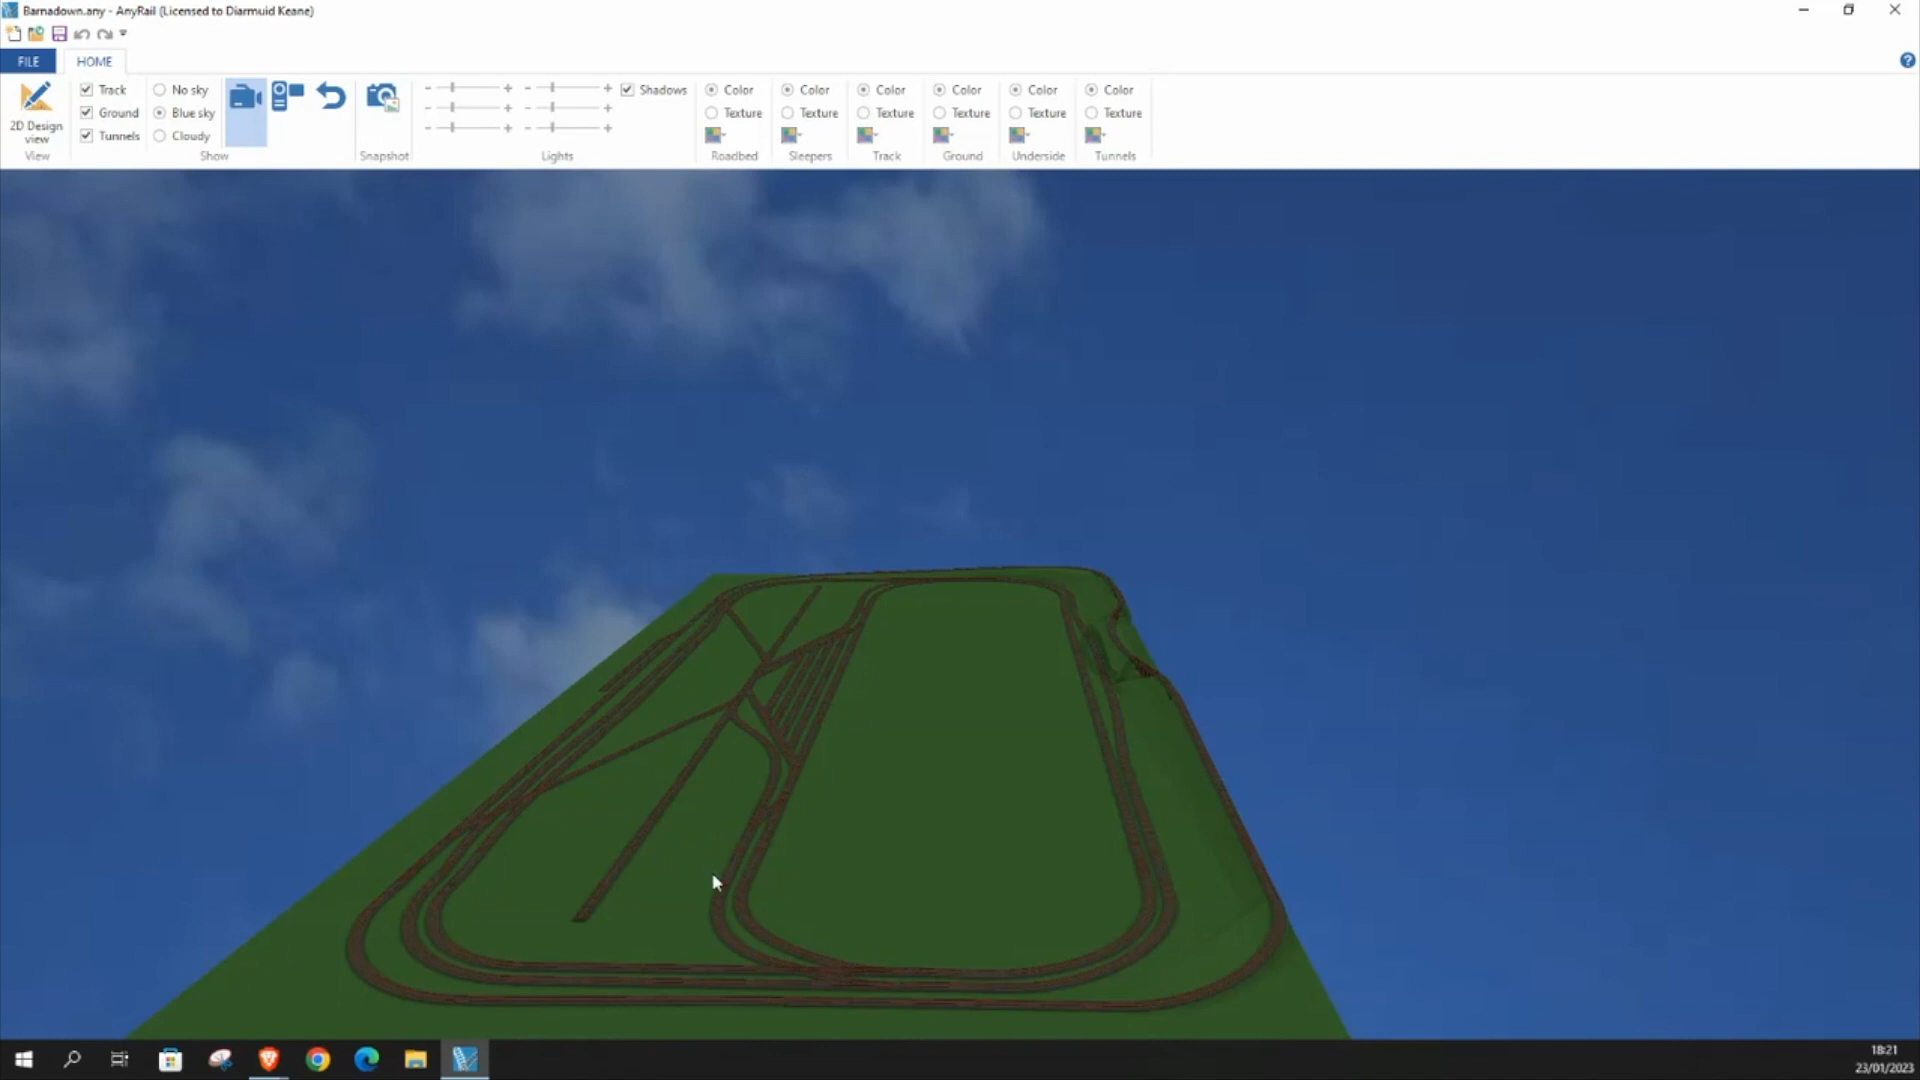 Barnadown.any - AnyRail (Licensed to Diarmuid Keane)
FILE HOME
2D Design view
View
Track
Ground
Tunnels
No sky
Blue sky
Cloudy
Show
Snapshot
Shadows
Lights
Color
Texture
Roadbed
Color
Texture
Sleepers
Color
Texture
Track
Color
Texture
Ground
Color
Texture
Underside
Color
Texture
Tunnels
18:21
23/01/2023